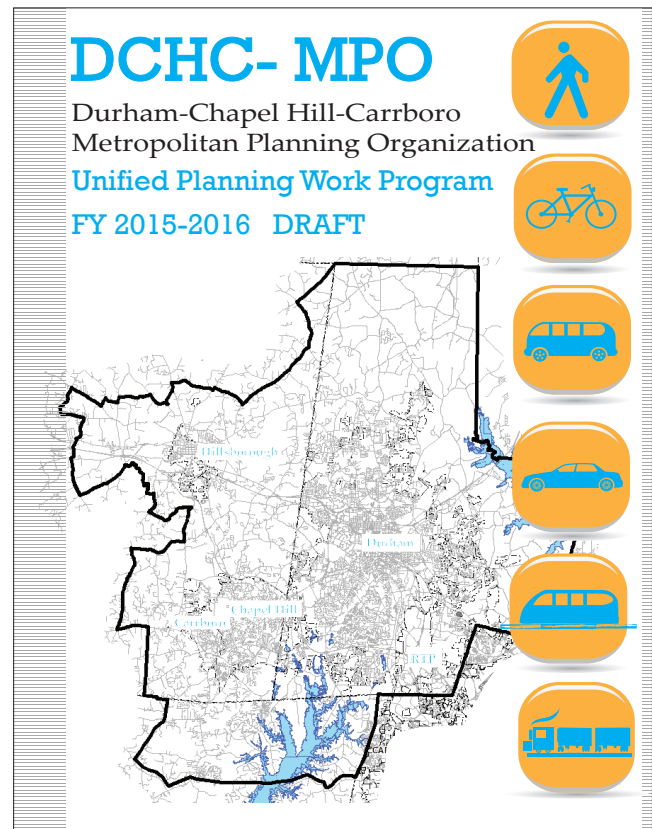 DCHC- MPO
Durham-Chapel Hill-Carrboro
Metropolitan Planning Organization
Unified Planning Work Program
FY 2015-2016 DRAFT
Hillsborough
Durham
Chapel Hill
Carrboro
RTP